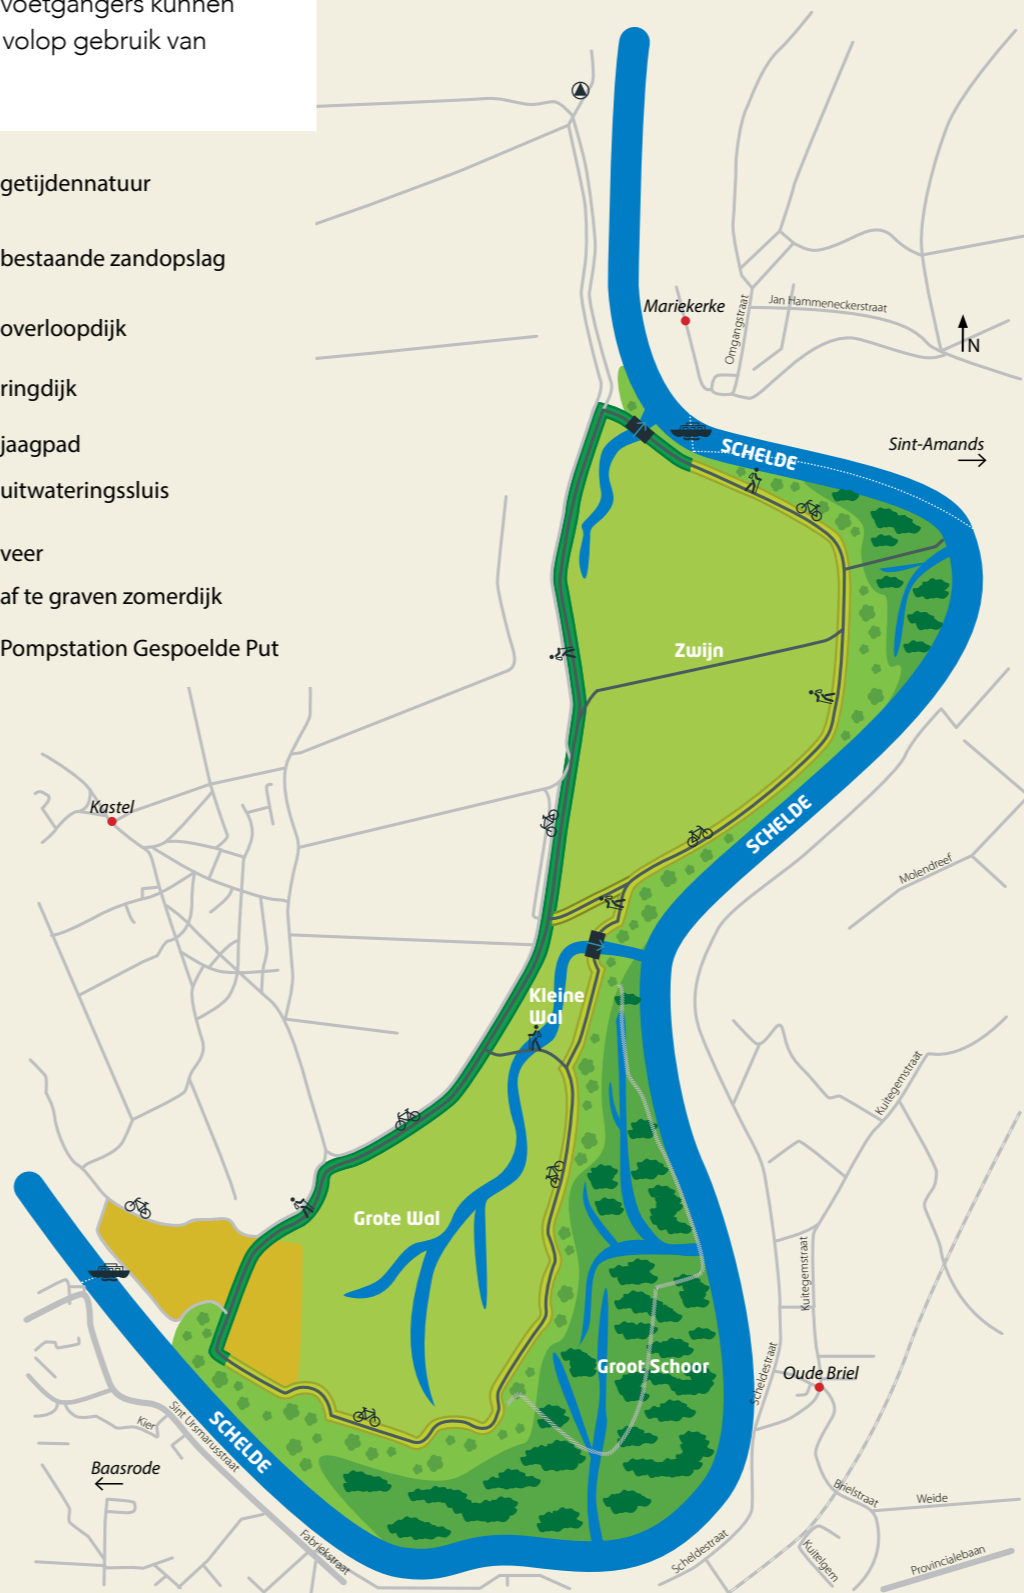 voetgangers kunnen
volop gebruik van
getijdennatuur
bestaande zandopslag
overloopdijk
ringdijk
jaagpad
uitwateringssluis
veer
af te graven zomerdijk
Pompstation Gespoelde Put
Mariekerke
Omgangstraat
Jan Hammeneckerstraat
N
SCHELDE
Sint-Amands
Zwijn
Kastel
SCHELDE
Molendreef
Kleine
Wal
Kuitegemstraat
Grote Wal
Kuitegemstraat
Groot Schoor
Scheldestraat
Oude Briel
Kier
Sint Ursmarusstraat
SCHELDE
Baasrode
Fabriekstraat
Brielstraat
Weide
Scheldestraat
Kuitelgem
Provincialebaan